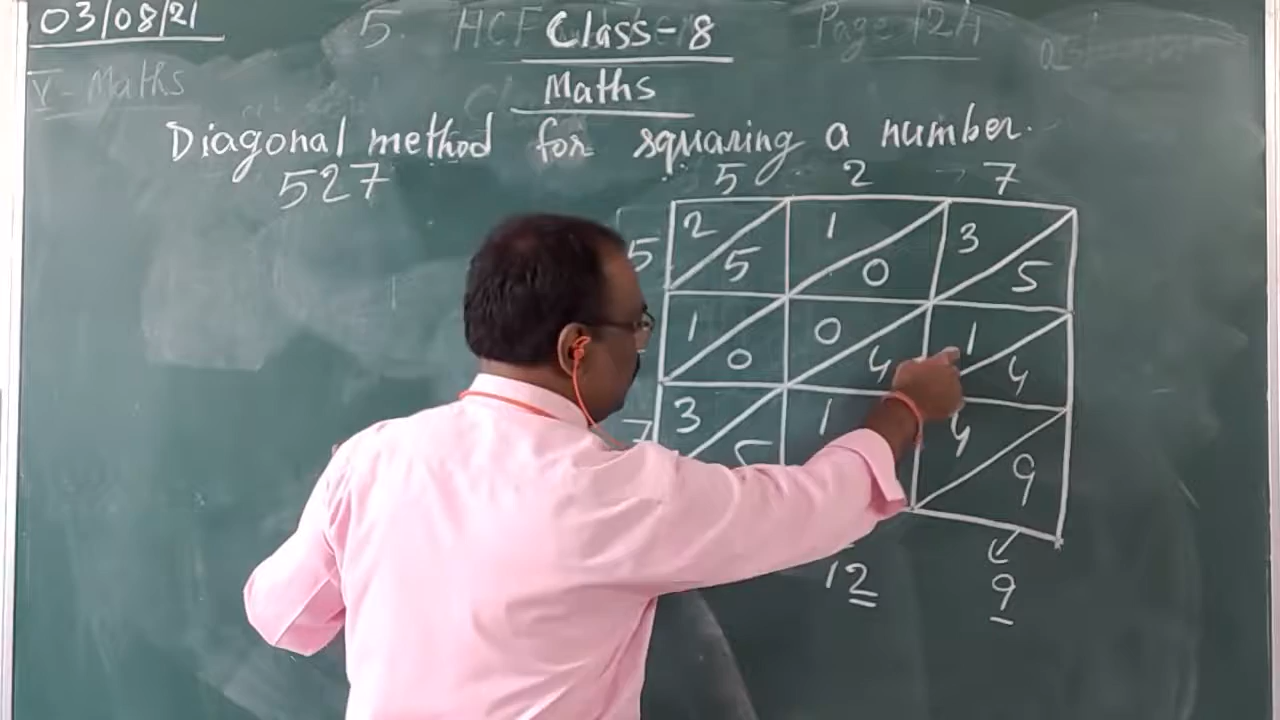 03/08/21
5. HCF Class-8 Page 124
V - Maths
Maths
Diagonal method for squaring a number.
527
5 2 7
5 2 5 1 0 3 5
1 0 0 4 1 4
7 3 5 1 4 9
12 9